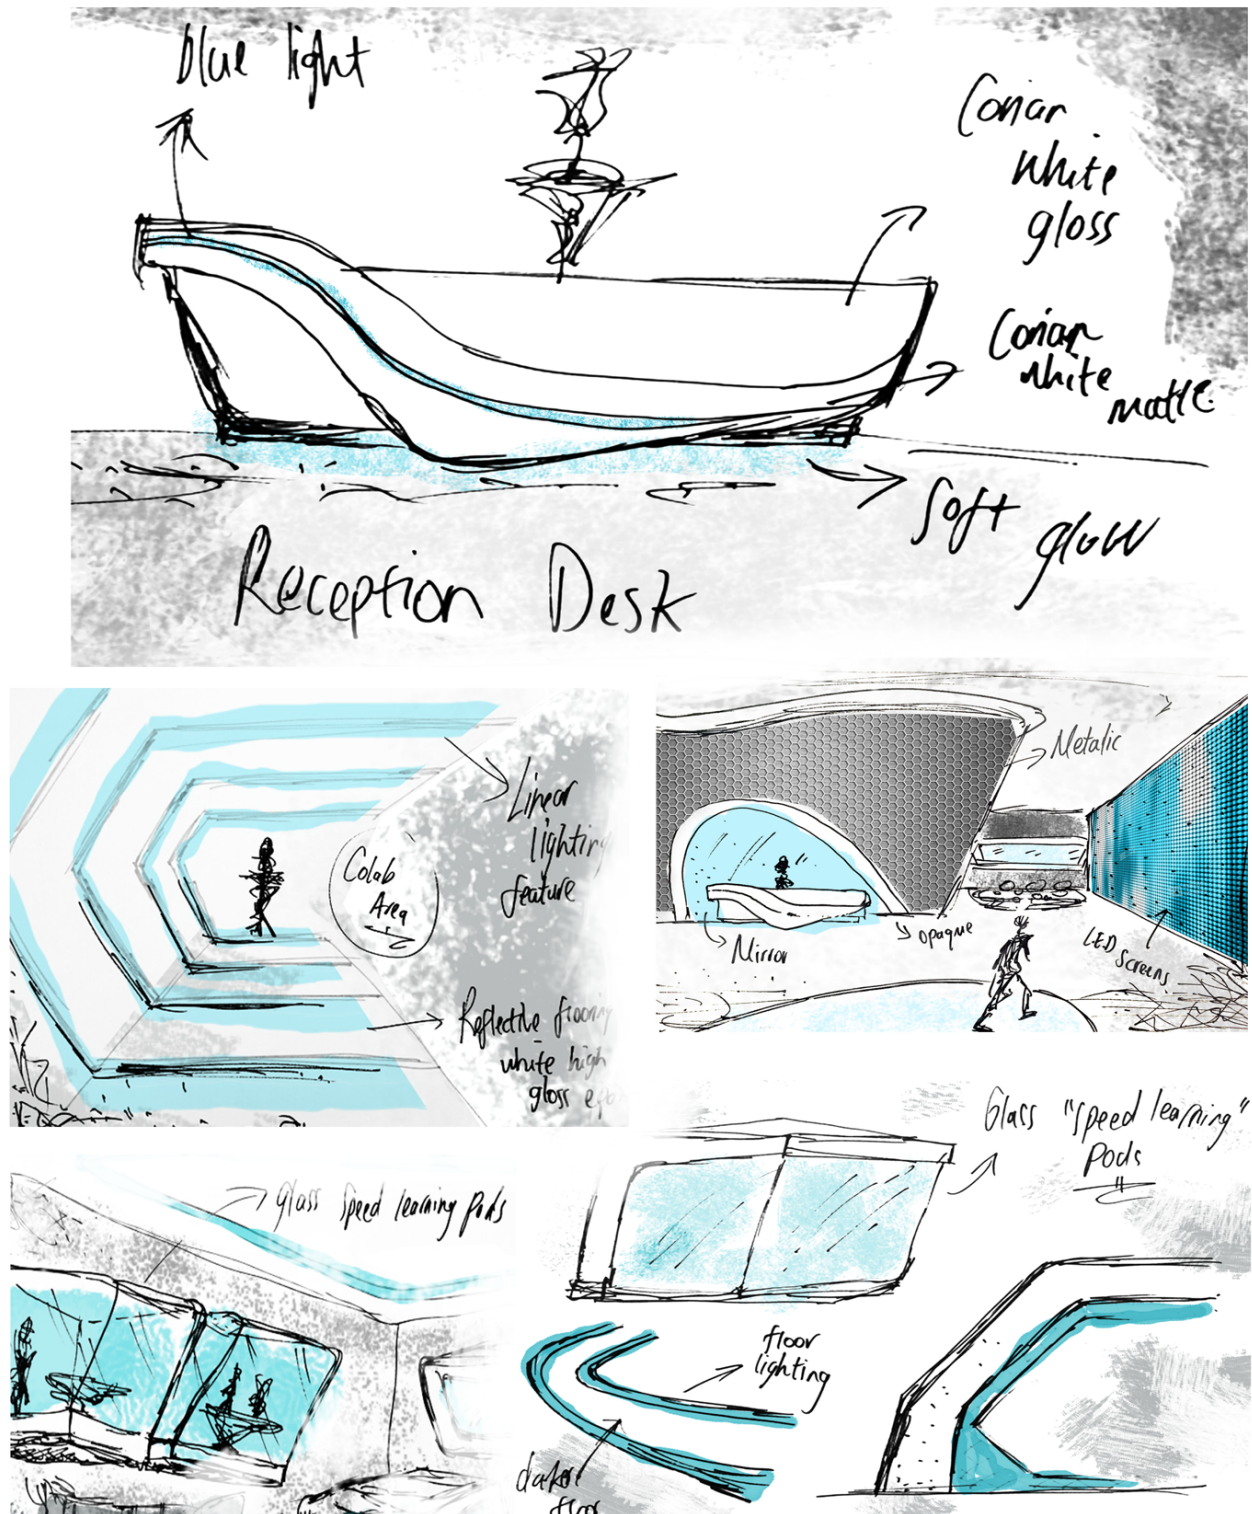 blue light
Corian
white
gloss
Corian
white
matte
soft
glow
Reception Desk
Linear
lighting
feature
Colab
Area
Reflective
white high
gloss
Metalic
Mirror
opaque
LED
Screens
glass speed learning pods
Glass "speed learning"
pods
floor
lighting
darker
floor